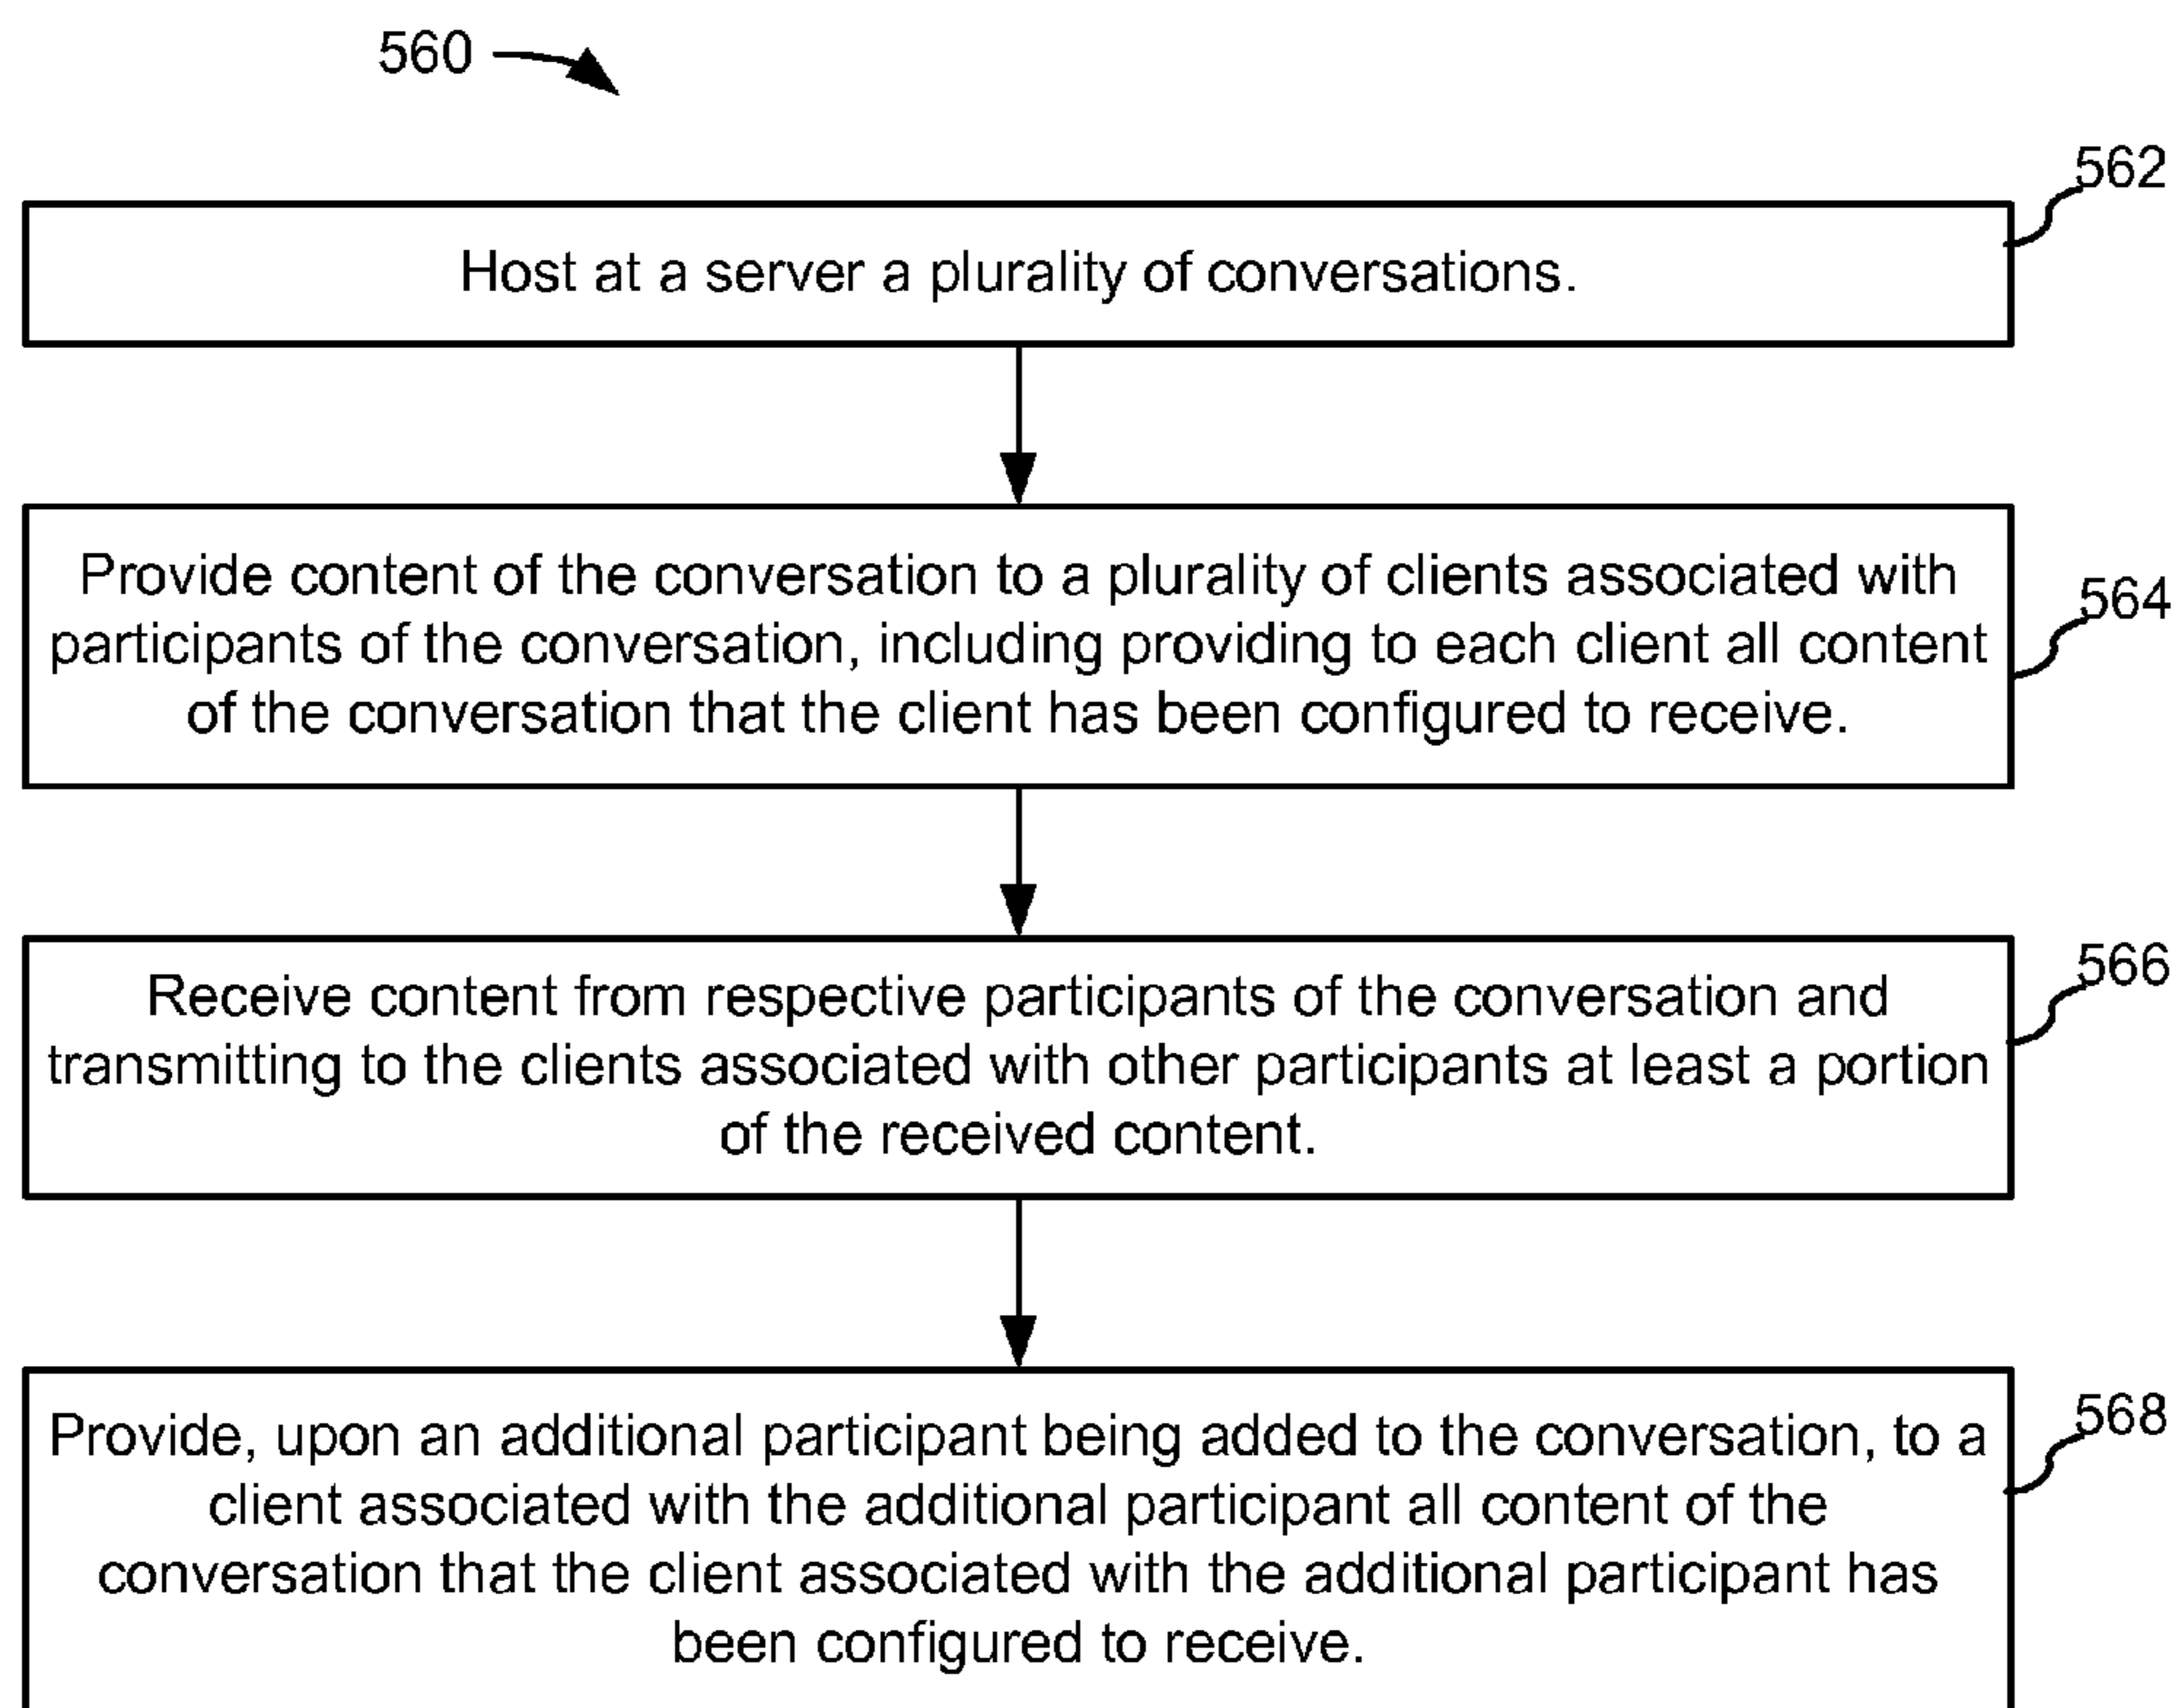 560
562
Host at a server a plurality of conversations.
564
Provide content of the conversation to a plurality of clients associated with
participants of the conversation, including providing to each client all content
of the conversation that the client has been configured to receive.
566
Receive content from respective participants of the conversation and
transmitting to the clients associated with other participants at least a portion
of the received content.
568
Provide, upon an additional participant being added to the conversation, to a
client associated with the additional participant all content of the
conversation that the client associated with the additional participant has
been configured to receive.